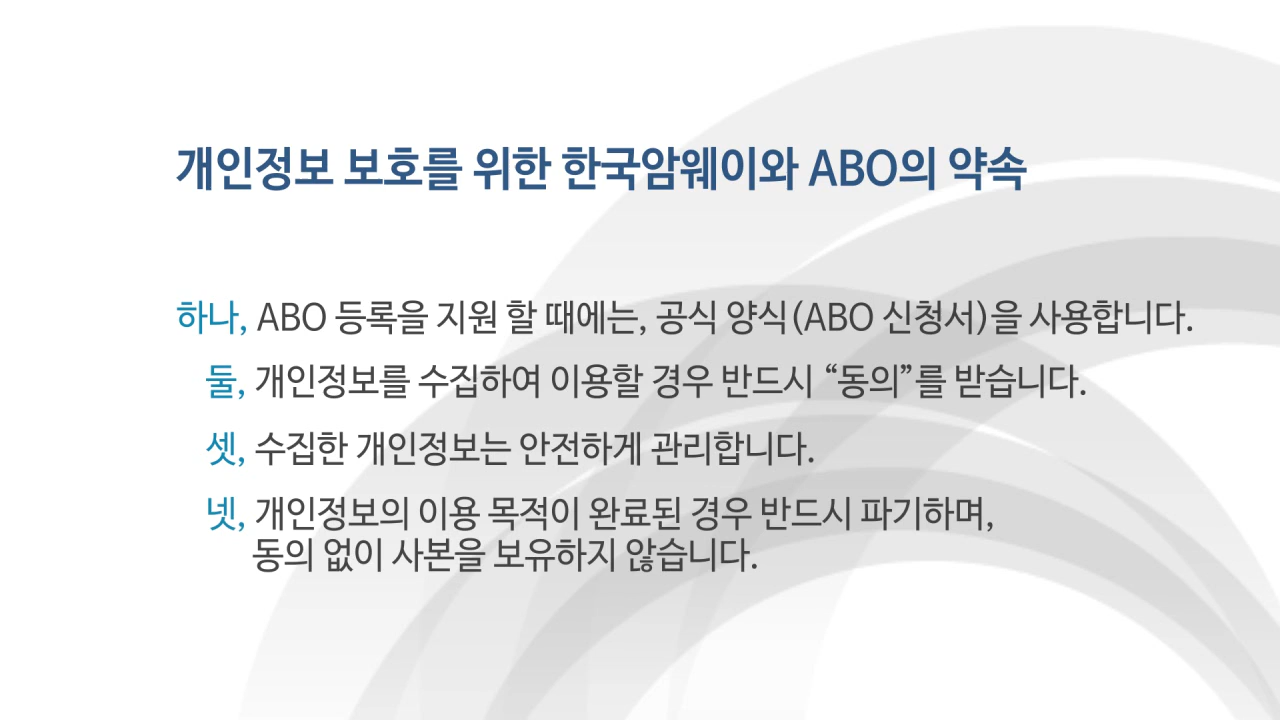 개인정보 보호를 위한 한국암웨이와 ABO의 약속
하나, ABO 등록을 지원 할 때에는, 공식 양식(ABO 신청서)을 사용합니다.
둘, 개인정보를 수집하여 이용할 경우 반드시 “동의”를 받습니다.
셋, 수집한 개인정보는 안전하게 관리합니다.
넷, 개인정보의 이용 목적이 완료된 경우 반드시 파기하며,
동의 없이 사본을 보유하지 않습니다.